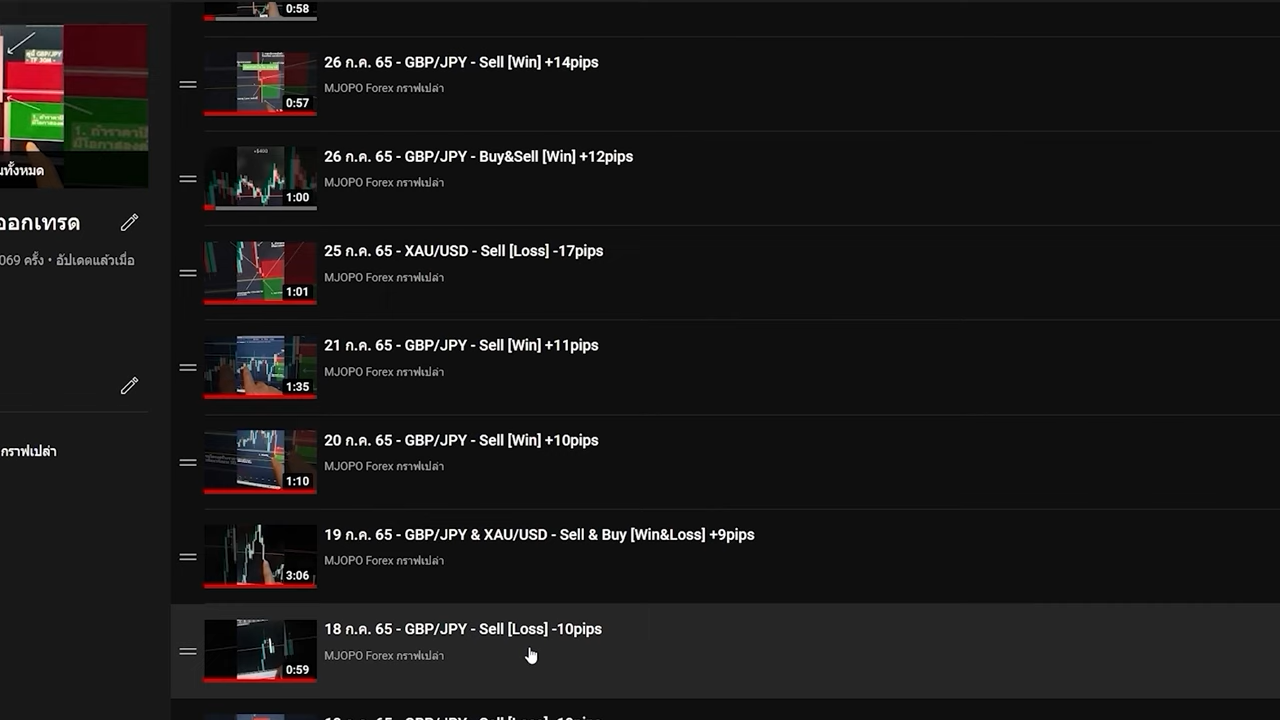 0:58
26 ก.ค. 65 - GBP/JPY - Sell [Win] +14pips
MJOPO Forex กราฟเปล่า
0:57
26 ก.ค. 65 - GBP/JPY - Buy&Sell [Win] +12pips
MJOPO Forex กราฟเปล่า
1:00
25 ก.ค. 65 - XAU/USD - Sell [Loss] -17pips
MJOPO Forex กราฟเปล่า
1:01
21 ก.ค. 65 - GBP/JPY - Sell [Win] +11pips
MJOPO Forex กราฟเปล่า
1:35
20 ก.ค. 65 - GBP/JPY - Sell [Win] +10pips
MJOPO Forex กราฟเปล่า
1:10
19 ก.ค. 65 - GBP/JPY & XAU/USD - Sell & Buy [Win&Loss] +9pips
MJOPO Forex กราฟเปล่า
3:06
18 ก.ค. 65 - GBP/JPY - Sell [Loss] -10pips
MJOPO Forex กราฟเปล่า
0:59
ทั้งหมด
ออกเทรด
069 ครั้ง • อัปเดตแล้วเมื่อ
กราฟเปล่า